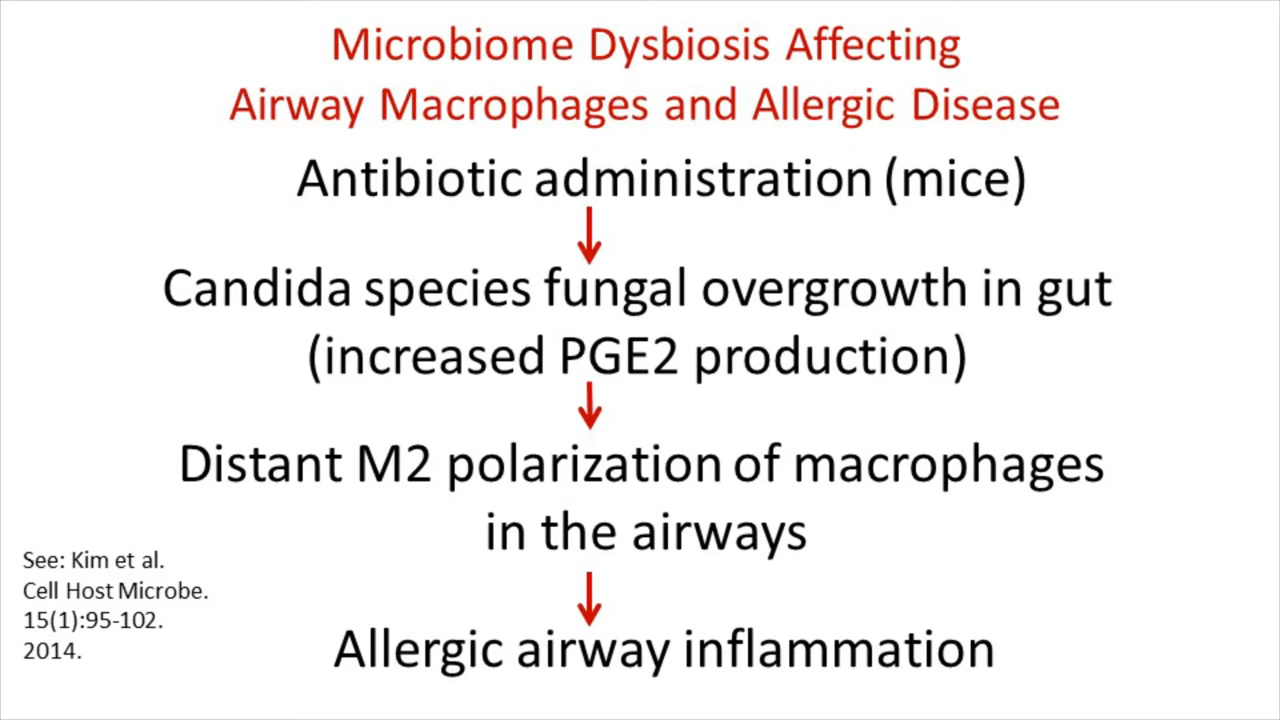 Microbiome Dysbiosis Affecting
Airway Macrophages and Allergic Disease
Antibiotic administration (mice)
Candida species fungal overgrowth in gut
(increased PGE2 production)
Distant M2 polarization of macrophages
in the airways
See: Kim et al.
Cell Host Microbe.
15(1):95-102.
2014.
Allergic airway inflammation